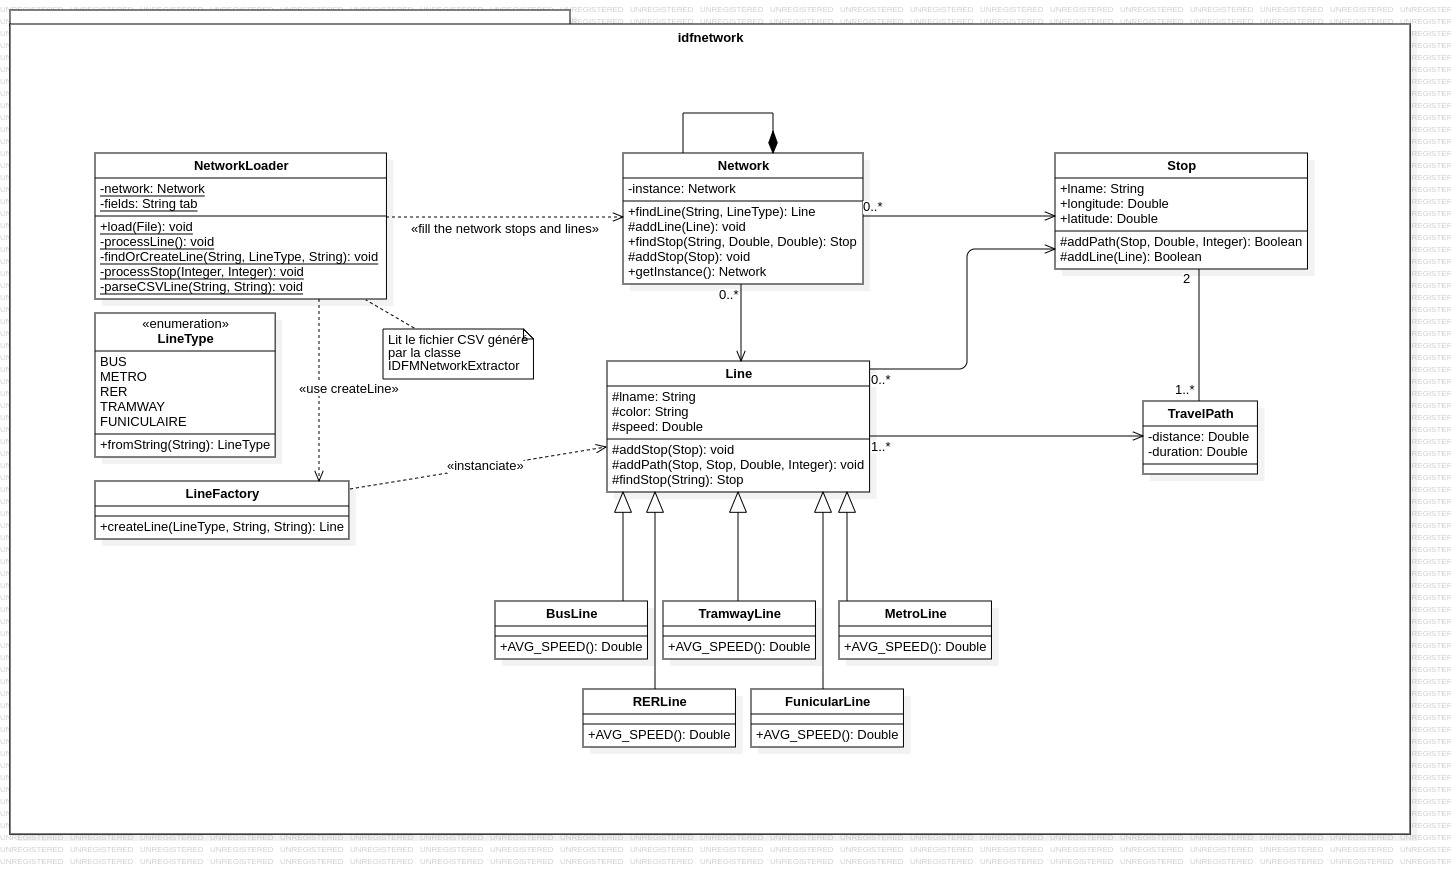 idfnetwork
NetworkLoader
-network: Network
-fields: String tab
+load(File): void
-processLine(): void
-findOrCreateLine(String, LineType, String): void
-processStop(Integer, Integer): void
-parseCSVLine(String, String): void
«fill the network stops and lines»
Network
-instance: Network
+findLine(String, LineType): Line
#addLine(Line): void
+findStop(String, Double, Double): Stop
#addStop(Stop): void
+getInstance(): Network
0..*
0..*
Stop
+lname: String
+longitude: Double
+latitude: Double
#addPath(Stop, Double, Integer): Boolean
#addLine(Line): Boolean
2
1..*
«enumeration»
LineType
BUS
METRO
RER
TRAMWAY
FUNICULAIRE
+fromString(String): LineType
Lit le fichier CSV généré
par la classe
IDFMNetworkExtractor
«use createLine»
Line
#lname: String
#color: String
#speed: Double
#addStop(Stop): void
#addPath(Stop, Stop, Double, Integer): void
#findStop(String): Stop
0..*
1..*
TravelPath
-distance: Double
-duration: Double
«instanciate»
LineFactory
+createLine(LineType, String, String): Line
BusLine
+AVG_SPEED(): Double
TramwayLine
+AVG_SPEED(): Double
MetroLine
+AVG_SPEED(): Double
RERLine
+AVG_SPEED(): Double
FunicularLine
+AVG_SPEED(): Double